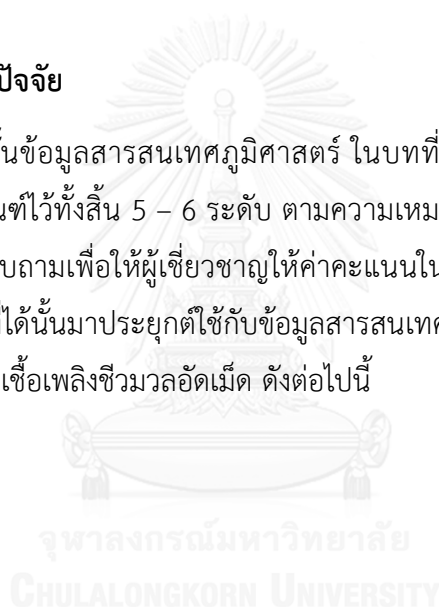 ปัจจัย
ั้นข้อมูลสารสนเทศภูมิศาสตร์ ในบทที่
ณฑ์ไว้ทั้งสิ้น 5 – 6 ระดับ ตามความเหม
บถามเพื่อให้ผู้เชี่ยวชาญให้ค่าคะแนนใน
ได้นั้นมาประยุกต์ใช้กับข้อมูลสารสนเทศ
เชื้อเพลิงชีวมวลอัดเม็ด ดังต่อไปนี้
จุฬาลงกรณ์มหาวิทยาลัย
CHULALONGKORN UNIVERSITY